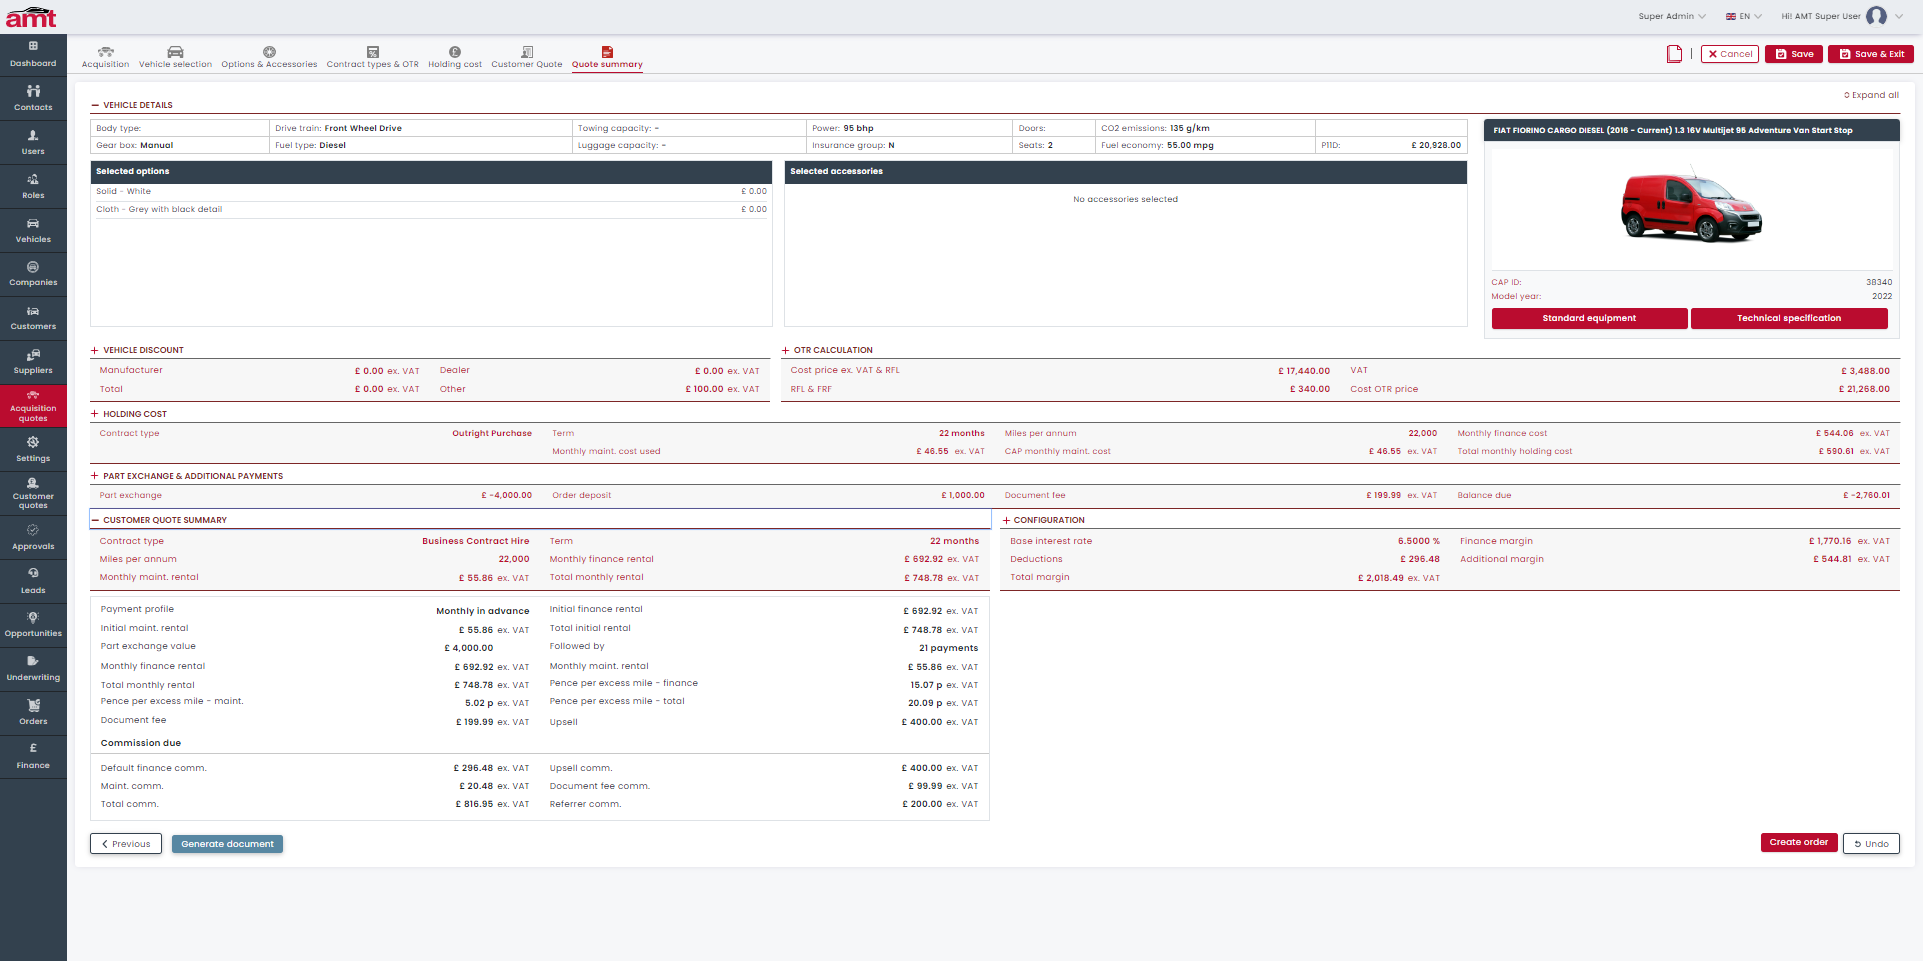 amt
Super Admin
EN
Hi! AMT Super User
Dashboard
Contacts
Users
Roles
Vehicles
Companies
Customers
Suppliers
Acquisition
quotes
Settings
Customer
quotes
Approvals
Leads
Opportunities
Underwriting
Orders
£
Finance
Acquisition
Vehicle selection
Options & Accessories
Contract types & OTR
Holding cost
Customer Quote
Quote summary
Cancel
Save
Save & Exit
Expand all
VEHICLE DETAILS
Body type: Drive train: Front Wheel Drive Towing capacity: - Power: 95 bhp Doors: CO2 emissions: 135 g/km
Gear box: Manual Fuel type: Diesel Luggage capacity: - Insurance group: N Seats: 2 Fuel economy: 55.00 mpg P11D: £ 20,928.00
Selected options
Solid - White £ 0.00
Cloth - Grey with black detail £ 0.00
Selected accessories
No accessories selected
FIAT FIORINO CARGO DIESEL (2016 - Current) 1.3 16V Multijet 95 Adventure Van Start Stop
CAP ID: 38340
Model year: 2022
Standard equipment
Technical specification
VEHICLE DISCOUNT
Manufacturer £ 0.00 ex. VAT Dealer £ 0.00 ex. VAT
Total £ 0.00 ex. VAT Other £ 100.00 ex. VAT
OTR CALCULATION
Cost price ex. VAT & RFL £ 17,440.00 VAT £ 3,488.00
RFL & FRF £ 340.00 Cost OTR price £ 21,268.00
HOLDING COST
Contract type Outright Purchase Term 22 months Miles per annum 22,000 Monthly finance cost £ 544.06 ex. VAT
Monthly maint. cost used £ 46.55 ex. VAT CAP monthly maint. cost £ 46.55 ex. VAT Total monthly holding cost £ 590.61 ex. VAT
PART EXCHANGE & ADDITIONAL PAYMENTS
Part exchange £ -4,000.00 Order deposit £ 1,000.00 Document fee £ 199.99 ex. VAT Balance due £ -2,760.01
CUSTOMER QUOTE SUMMARY
Contract type Business Contract Hire Term 22 months
Miles per annum 22,000 Monthly finance rental £ 692.92 ex. VAT
Monthly maint. rental £ 55.86 ex. VAT Total monthly rental £ 748.78 ex. VAT
CONFIGURATION
Base interest rate 6.5000 % Finance margin £ 1,770.16 ex. VAT
Deductions £ 296.48 Additional margin £ 544.81 ex. VAT
Total margin £ 2,018.49 ex. VAT
Payment profile Monthly in advance Initial finance rental £ 692.92 ex. VAT
Initial maint. rental £ 55.86 ex. VAT Total initial rental £ 748.78 ex. VAT
Part exchange value £ 4,000.00 Followed by 21 payments
Monthly finance rental £ 692.92 ex. VAT Monthly maint. rental £ 55.86 ex. VAT
Total monthly rental £ 748.78 ex. VAT Pence per excess mile - finance 15.07 p ex. VAT
Pence per excess mile - maint. 5.02 p ex. VAT Pence per excess mile - total 20.09 p ex. VAT
Document fee £ 199.99 ex. VAT Upsell £ 400.00 ex. VAT
Commission due
Default finance comm. £ 296.48 ex. VAT Upsell comm. £ 400.00 ex. VAT
Maint. comm. £ 20.48 ex. VAT Document fee comm. £ 99.99 ex. VAT
Total comm. £ 816.95 ex. VAT Referrer comm. £ 200.00 ex. VAT
Previous
Generate document
Create order
Undo